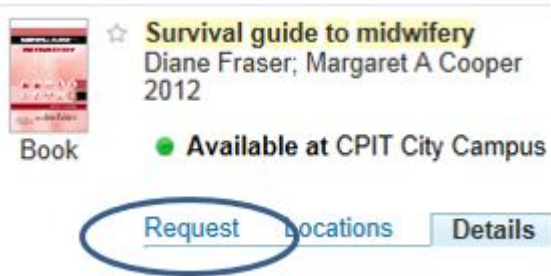 Survival guide to midwifery
Diane Fraser; Margaret A Cooper
2012
Book
Available at CPIT City Campus
Request Locations Details